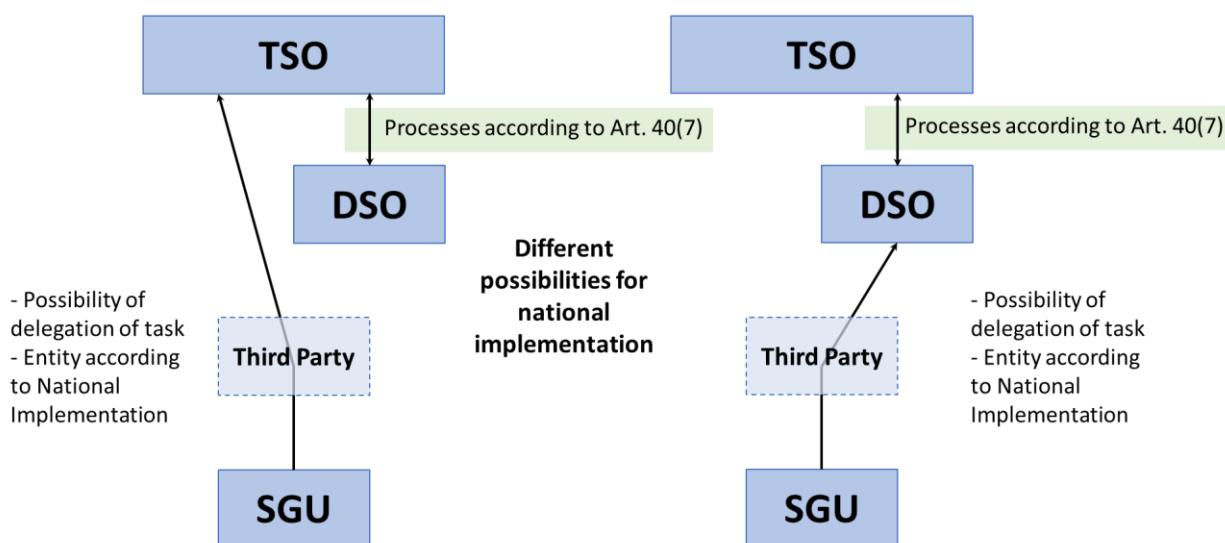 TSO
TSO
Processes according to Art. 40(7)
Processes according to Art. 40(7)
DSO
DSO
Different
possibilities for
national
implementation
- Possibility of
delegation of task
- Entity according
to National
Implementation
- Possibility of
delegation of task
- Entity according
to National
Implementation
Third Party
Third Party
SGU
SGU